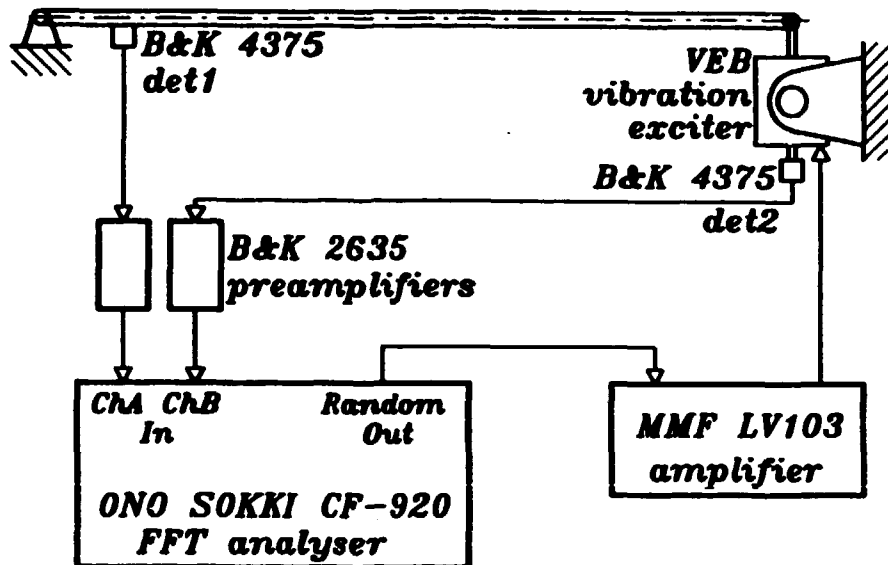 B&K 4375
det1
VEB
vibration
exciter
B&K 4375
det2
B&K 2635
preamplifiers
ChA ChB
In
Random
Out
MMF LV103
amplifier
ONO SOKKI CF-920
FFT analyser